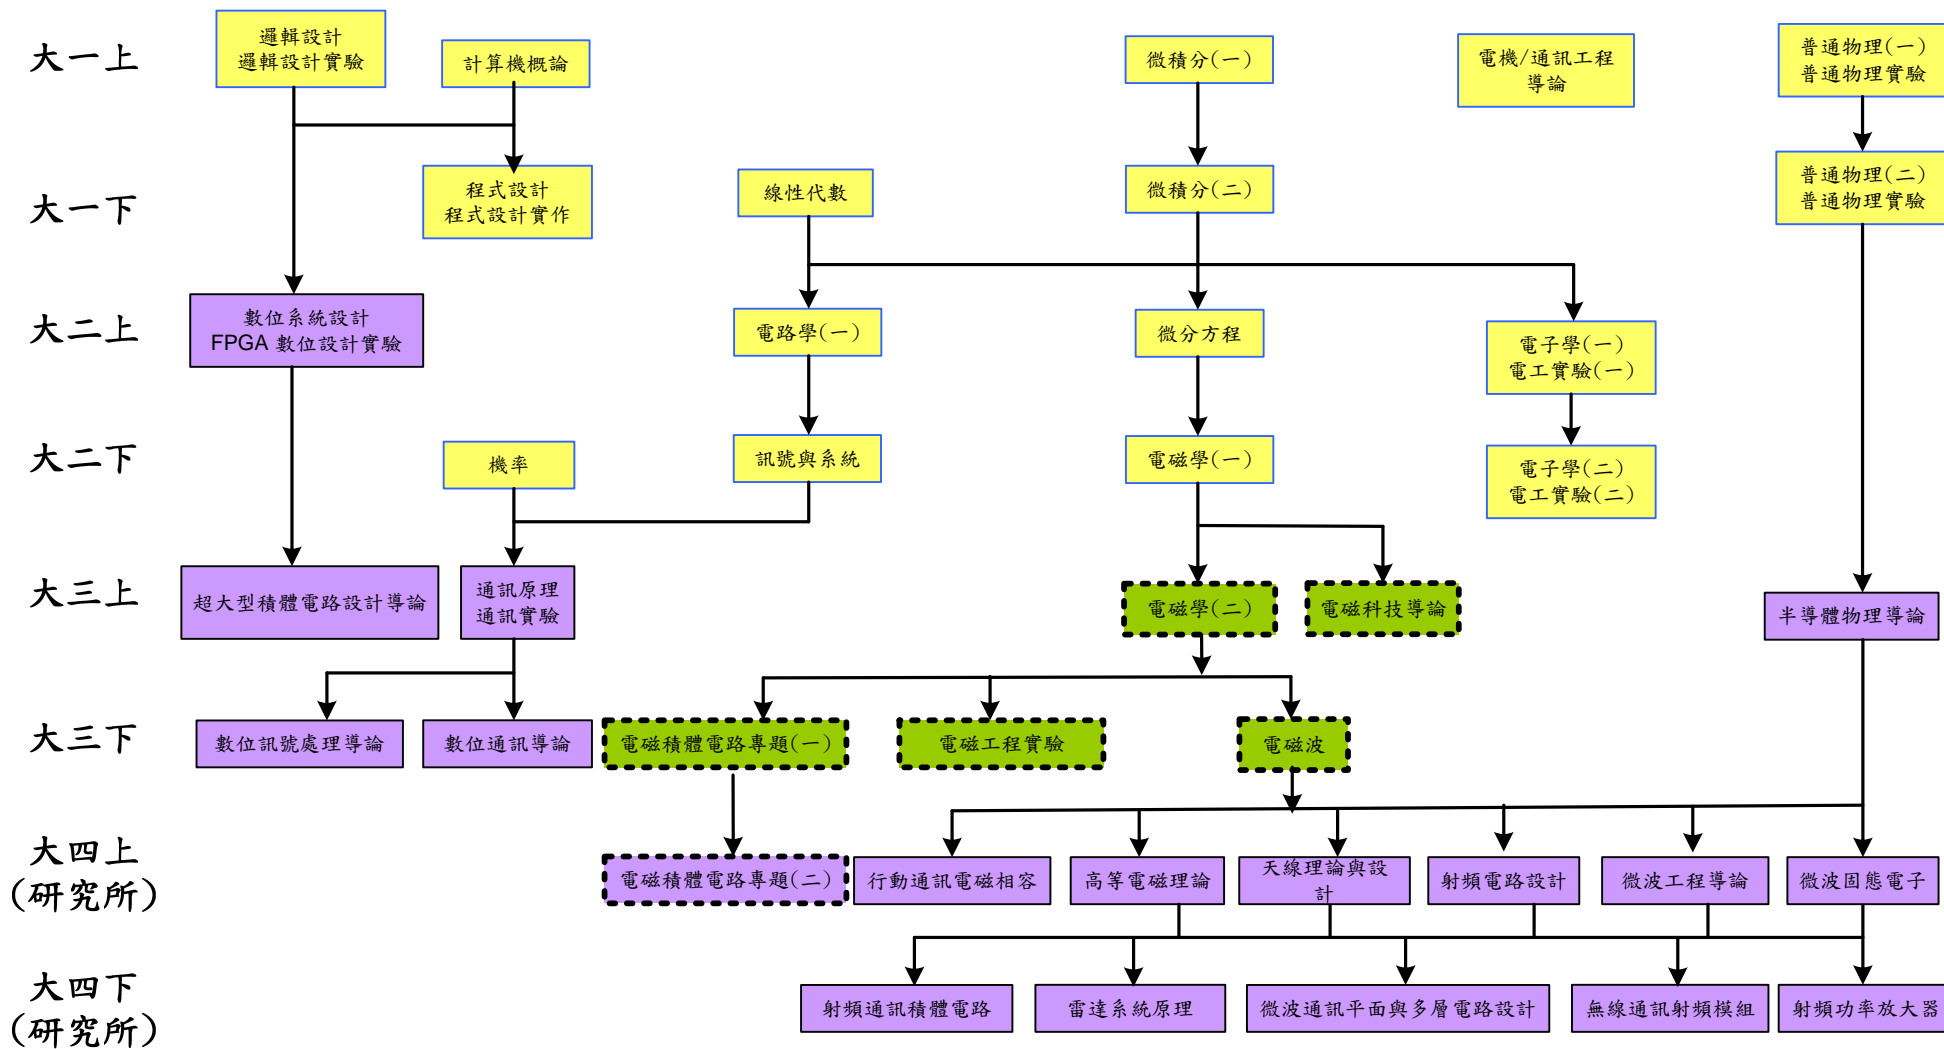 大一上
邏輯設計
邏輯設計實驗
計算機概論
微積分(一)
電機/通訊工程
導論
普通物理(一)
普通物理實驗
大一下
程式設計
程式設計實作
線性代數
微積分(二)
普通物理(二)
普通物理實驗
大二上
數位系統設計
FPGA 數位設計實驗
電路學(一)
微分方程
電子學(一)
電工實驗(一)
大二下
機率
訊號與系統
電磁學(一)
電子學(二)
電工實驗(二)
大三上
超大型積體電路設計導論
通訊原理
通訊實驗
電磁學(二)
電磁科技導論
半導體物理導論
大三下
數位訊號處理導論
數位通訊導論
電磁積體電路專題(一)
電磁工程實驗
電磁波
大四上
(研究所)
電磁積體電路專題(二)
行動通訊電磁相容
高等電磁理論
天線理論與設
計
射頻電路設計
微波工程導論
微波固態電子
大四下
(研究所)
射頻通訊積體電路
雷達系統原理
微波通訊平面與多層電路設計
無線通訊射頻模組
射頻功率放大器